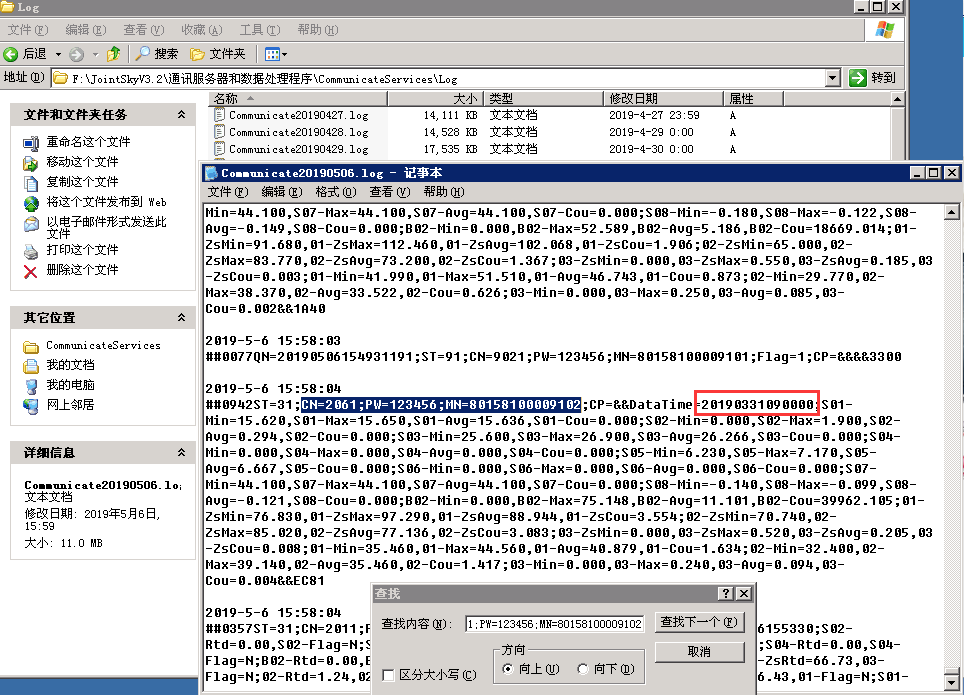 Log
文件(F) 编辑(E) 查看(V) 收藏(A) 工具(T) 帮助(H)
后退 搜索 文件夹
地址(D) F:\JointSkyV3.2\通讯服务器和数据处理程序\CommunicateServices\Log 转到
文件和文件夹任务
重命名这个文件
移动这个文件
复制这个文件
将这个文件发布到 Web
以电子邮件形式发送此
文件
打印这个文件
删除这个文件
其它位置
CommunicateServices
我的文档
我的电脑
网上邻居
详细信息
Communicate20190506.lo
文本文档
修改日期: 2019年5月6日,
15:59
大小: 11.0 MB
名称 大小 类型 修改日期 属性
Communicate20190427.log 14,111 KB 文本文档 2019-4-27 23:59 A
Communicate20190428.log 14,528 KB 文本文档 2019-4-29 0:00 A
Communicate20190429.log 17,535 KB 文本文档 2019-4-30 0:00 A
Communicate20190506.log - 记事本
文件(F) 编辑(E) 格式(O) 查看(V) 帮助(H)
Min=44.100,S07-Max=44.100,S07-Avg=44.100,S07-Cou=0.000;S08-Min=-0.180,S08-Max=-0.122,S08-
Avg=-0.149,S08-Cou=0.000;B02-Min=0.000,B02-Max=52.589,B02-Avg=5.186,B02-Cou=18669.014;01-
ZsMin=91.680,01-ZsMax=112.460,01-ZsAvg=102.068,01-ZsCou=1.906;02-ZsMin=65.000,02-
ZsMax=83.770,02-ZsAvg=73.200,02-ZsCou=1.367;03-ZsMin=0.000,03-ZsMax=0.550,03-ZsAvg=0.185,03
-ZsCou=0.003;01-Min=41.990,01-Max=51.510,01-Avg=46.743,01-Cou=0.873;02-Min=29.770,02-
Max=38.370,02-Avg=33.522,02-Cou=0.626;03-Min=0.000,03-Max=0.250,03-Avg=0.085,03-
Cou=0.002&&1A40
2019-5-6 15:58:03
##0077QN=20190506154931191;ST=91;CN=9021;PW=123456;MN=80158100009101;Flag=1;CP=&&&&3300
2019-5-6 15:58:04
##0942ST=31;CN=2061;PW=123456;MN=80158100009102;CP=&&DataTime=20190331090000;S01-
Min=15.620,S01-Max=15.650,S01-Avg=15.636,S01-Cou=0.000;S02-Min=0.000,S02-Max=1.900,S02-
Avg=0.294,S02-Cou=0.000;S03-Min=25.600,S03-Max=26.900,S03-Avg=26.266,S03-Cou=0.000;S04-
Min=0.000,S04-Max=0.000,S04-Avg=0.000,S04-Cou=0.000;S05-Min=6.230,S05-Max=7.170,S05-
Avg=6.667,S05-Cou=0.000;S06-Min=0.000,S06-Max=0.000,S06-Avg=0.000,S06-Cou=0.000;S07-
Min=44.100,S07-Max=44.100,S07-Avg=44.100,S07-Cou=0.000;S08-Min=-0.140,S08-Max=-0.099,S08-
Avg=-0.121,S08-Cou=0.000;B02-Min=0.000,B02-Max=75.148,B02-Avg=11.101,B02-Cou=39962.105;01-
ZsMin=76.830,01-ZsMax=97.290,01-ZsAvg=88.944,01-ZsCou=3.554;02-ZsMin=70.740,02-
ZsMax=85.020,02-ZsAvg=77.136,02-ZsCou=3.083;03-ZsMin=0.000,03-ZsMax=0.520,03-ZsAvg=0.205,03
-ZsCou=0.008;01-Min=35.460,01-Max=44.560,01-Avg=40.879,01-Cou=1.634;02-Min=32.400,02-
Max=39.140,02-Avg=35.460,02-Cou=1.417;03-Min=0.000,03-Max=0.240,03-Avg=0.094,03-
Cou=0.004&&EC81
2019-5-6 15:58:04
##0357ST=31;CN=2011;P 6155330;S02-
Rtd=0.00,S02-Flag=N;S Rtd=0.00,S04-
Flag=N;B02-Rtd=0.00,B -ZsRtd=66.73,03-
Flag=N;02-Rtd=1.24,02 6.43,01-Flag=N;S01-
查找
查找内容(N): 1;PW=123456;MN=80158100009102 查找下一个(F)
方向 取消
区分大小写(C) 向上(U) 向下(D)